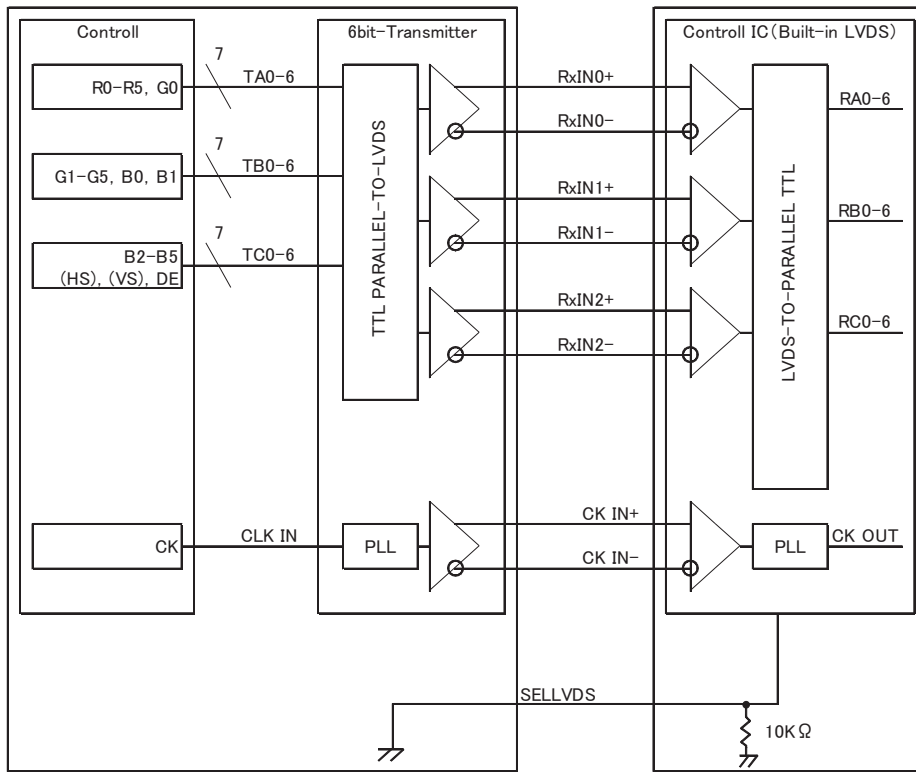 Controll
6bit-Transmitter
Controll IC(Built-in LVDS)
7
TA0-6
R0-R5, G0
RxIN0+
RxIN0-
RA0-6
7
TB0-6
G1-G5, B0, B1
RxIN1+
RxIN1-
RB0-6
7
TC0-6
B2-B5
(HS), (VS), DE
RxIN2+
RxIN2-
RC0-6
TTL PARALLEL-TO-LVDS
LVDS-TO-PARALLEL TTL
CK
CLK IN
PLL
CK IN+
CK IN-
PLL
CK OUT
SELLVDS
10KΩ